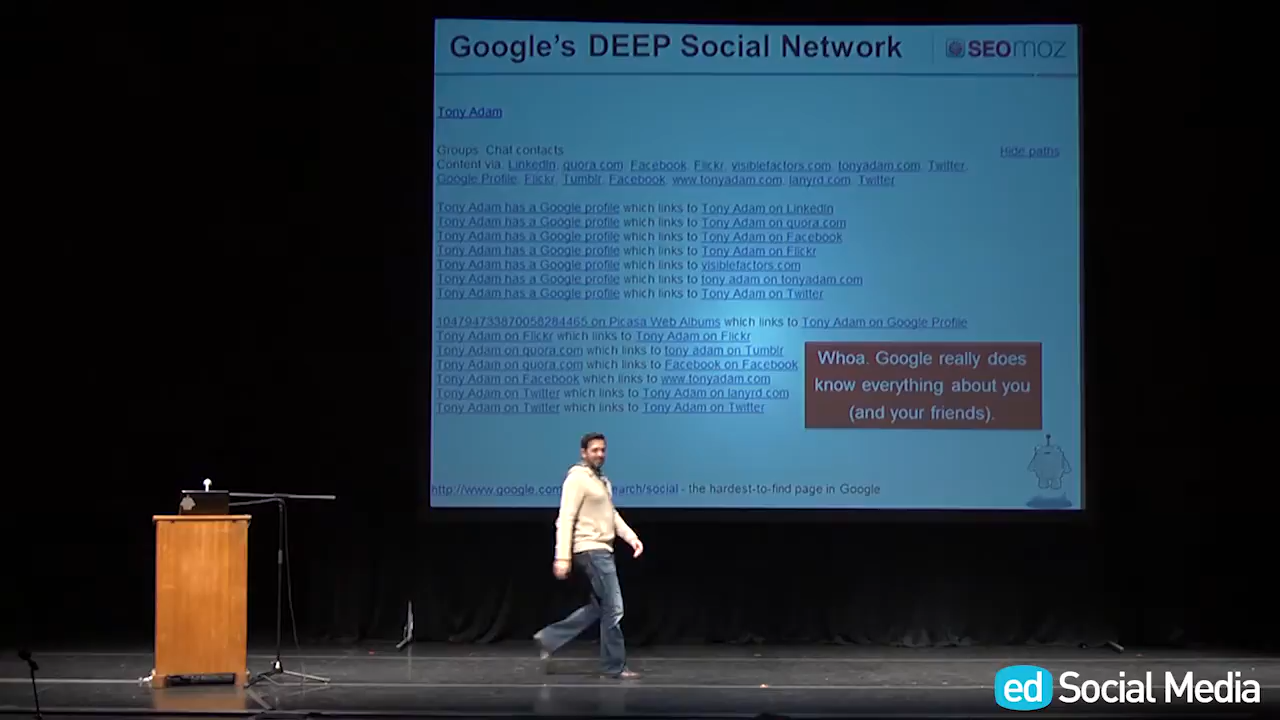 Google's DEEP Social Network
SEOmoz
Tony Adam
Groups: Chat contacts
Hide paths
Content via: LinkedIn, quora.com, Facebook, Flickr, visiblefactors.com, tonyadam.com, Twitter,
Google Profile, Flickr, Tumblr, Facebook, www.tonyadam.com, lanyrd.com, Twitter
Tony Adam has a Google profile which links to Tony Adam on LinkedIn
Tony Adam has a Google profile which links to Tony Adam on quora.com
Tony Adam has a Google profile which links to Tony Adam on Facebook
Tony Adam has a Google profile which links to Tony Adam on Flickr
Tony Adam has a Google profile which links to visiblefactors.com
Tony Adam has a Google profile which links to tony adam on tonyadam.com
Tony Adam has a Google profile which links to Tony Adam on Twitter
104794733870058284465 on Picasa Web Albums which links to Tony Adam on Google Profile
Tony Adam on Flickr which links to Tony Adam on Flickr
Tony Adam on quora.com which links to tony adam on Tumblr
Tony Adam on quora.com which links to Facebook on Facebook
Tony Adam on Facebook which links to www.tonyadam.com
Tony Adam on Twitter which links to Tony Adam on lanyrd.com
Tony Adam on Twitter which links to Tony Adam on Twitter
Whoa. Google really does
know everything about you
(and your friends).
http://www.google.com /social - the hardest-to-find page in Google
ed Social Media